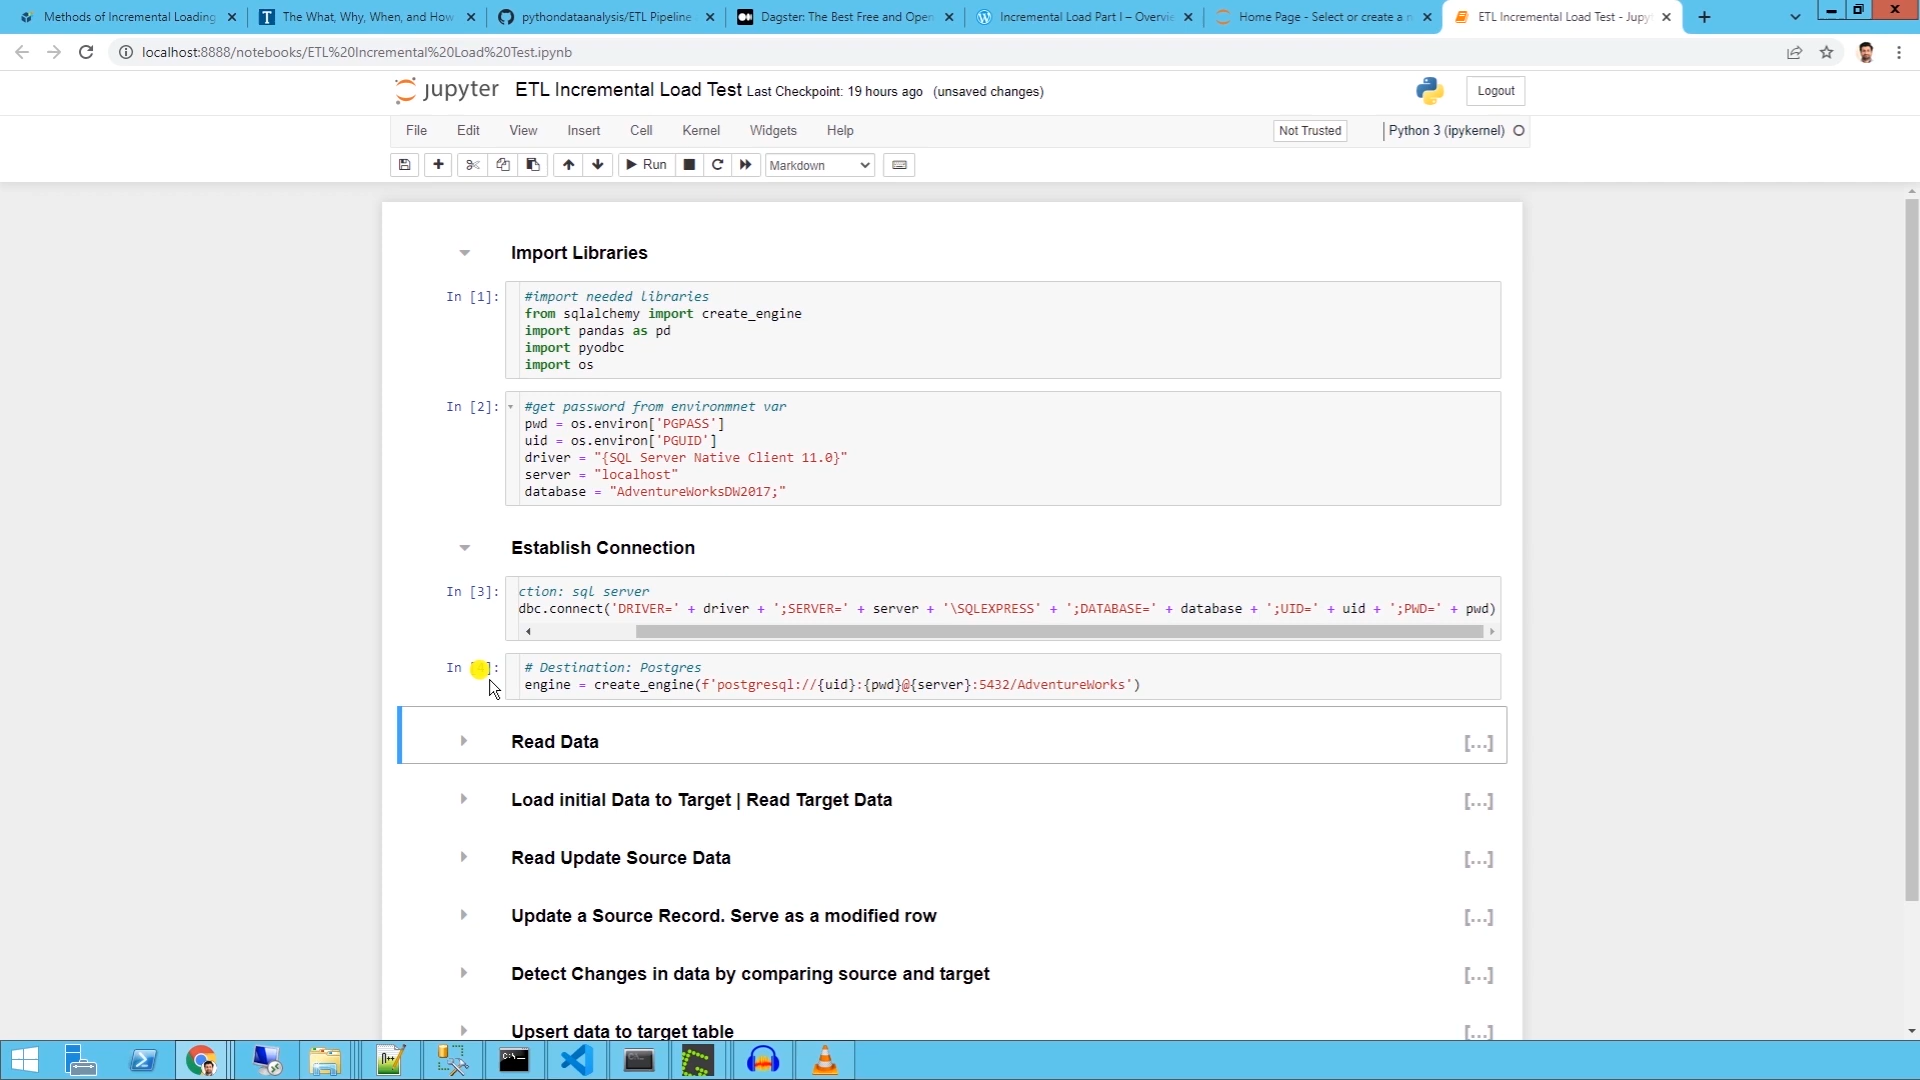 Methods of Incremental Loading
The What, Why, When, and How
pythondataanalysis/ETL Pipeline
Dagster: The Best Free and Open
Incremental Load Part I – Overvie
Home Page - Select or create a n
ETL Incremental Load Test - Jupy
localhost:8888/notebooks/ETL%20Incremental%20Load%20Test.ipynb
jupyter ETL Incremental Load Test Last Checkpoint: 19 hours ago (unsaved changes)
Logout
File Edit View Insert Cell Kernel Widgets Help
Not Trusted
Python 3 (ipykernel)
Run
Markdown
Import Libraries
In [1]:
#import needed libraries
from sqlalchemy import create_engine
import pandas as pd
import pyodbc
import os
In [2]:
#get password from environmnet var
pwd = os.environ['PGPASS']
uid = os.environ['PGUID']
driver = "{SQL Server Native Client 11.0}"
server = "localhost"
database = "AdventureWorksDW2017;"
Establish Connection
In [3]:
ction: sql server
dbc.connect('DRIVER=' + driver + ';SERVER=' + server + '\SQLEXPRESS' + ';DATABASE=' + database + ';UID=' + uid + ';PWD=' + pwd)
In [4]:
# Destination: Postgres
engine = create_engine(f'postgresql://{uid}:{pwd}@{server}:5432/AdventureWorks')
Read Data
[...]
Load initial Data to Target | Read Target Data
[...]
Read Update Source Data
[...]
Update a Source Record. Serve as a modified row
[...]
Detect Changes in data by comparing source and target
[...]
Upsert data to target table
[...]